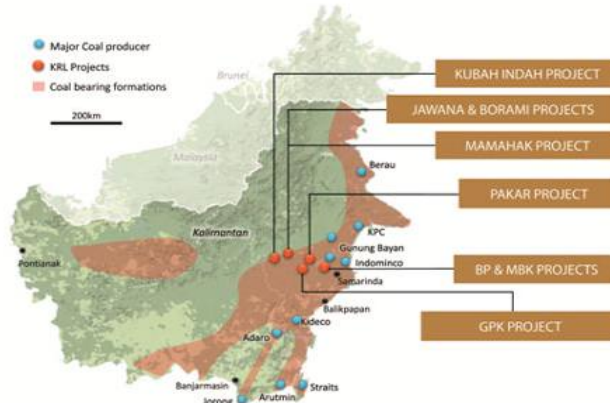 Major Coal producer
KRL Projects
Coal bearing formations
200km
Brunei
Malaysia
Kalimantan
Pontianak
Berau
KPC
Gunung Bayan
Indominco
Samarinda
Balikpapan
Kideco
Adaro
Banjarmasin
Jorong
Arutmin
Straits
KUBAH INDAH PROJECT
JAWANA & BORAMI PROJECTS
MAMAHAK PROJECT
PAKAR PROJECT
BP & MBK PROJECTS
GPK PROJECT